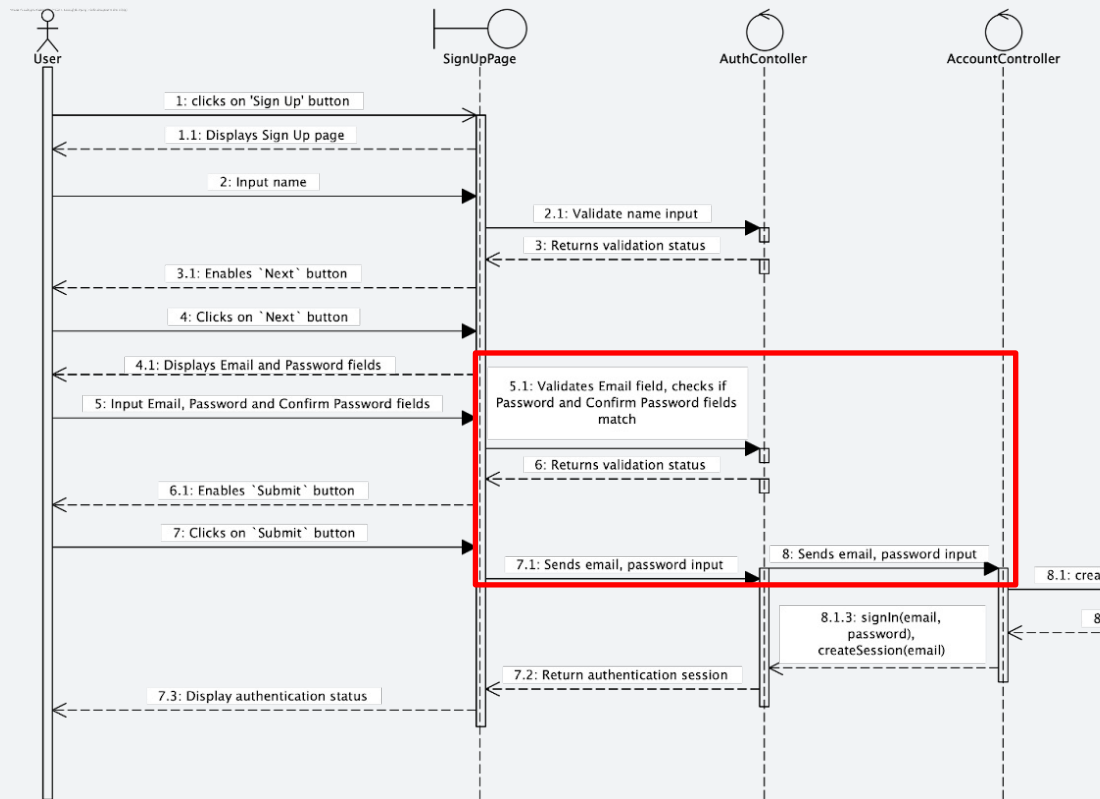 User
SignUpPage
AuthContoller
AccountController
1: clicks on 'Sign Up' button
1.1: Displays Sign Up page
2: Input name
2.1: Validate name input
3: Returns validation status
3.1: Enables `Next` button
4: Clicks on `Next` button
4.1: Displays Email and Password fields
5.1: Validates Email field, checks if
Password and Confirm Password fields
match
5: Input Email, Password and Confirm Password fields
6: Returns validation status
6.1: Enables `Submit` button
7: Clicks on `Submit` button
8: Sends email, password input
7.1: Sends email, password input
8.1: crea
8.1.3: signIn(email,
password),
createSession(email)
8
7.2: Return authentication session
7.3: Display authentication status